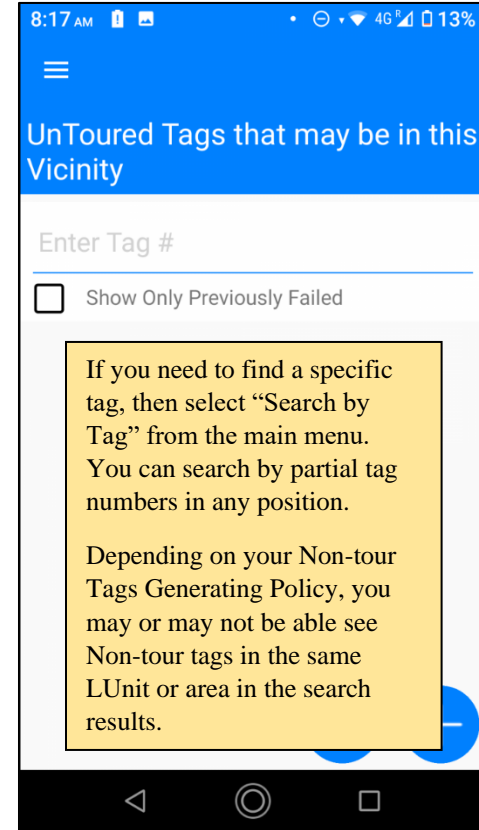 8:17 AM 4G R 13%
UnToured Tags that may be in this
Vicinity
Enter Tag #
Show Only Previously Failed
If you need to find a specific
tag, then select “Search by
Tag” from the main menu.
You can search by partial tag
numbers in any position.
Depending on your Non-tour
Tags Generating Policy, you
may or may not be able see
Non-tour tags in the same
LUnit or area in the search
results.